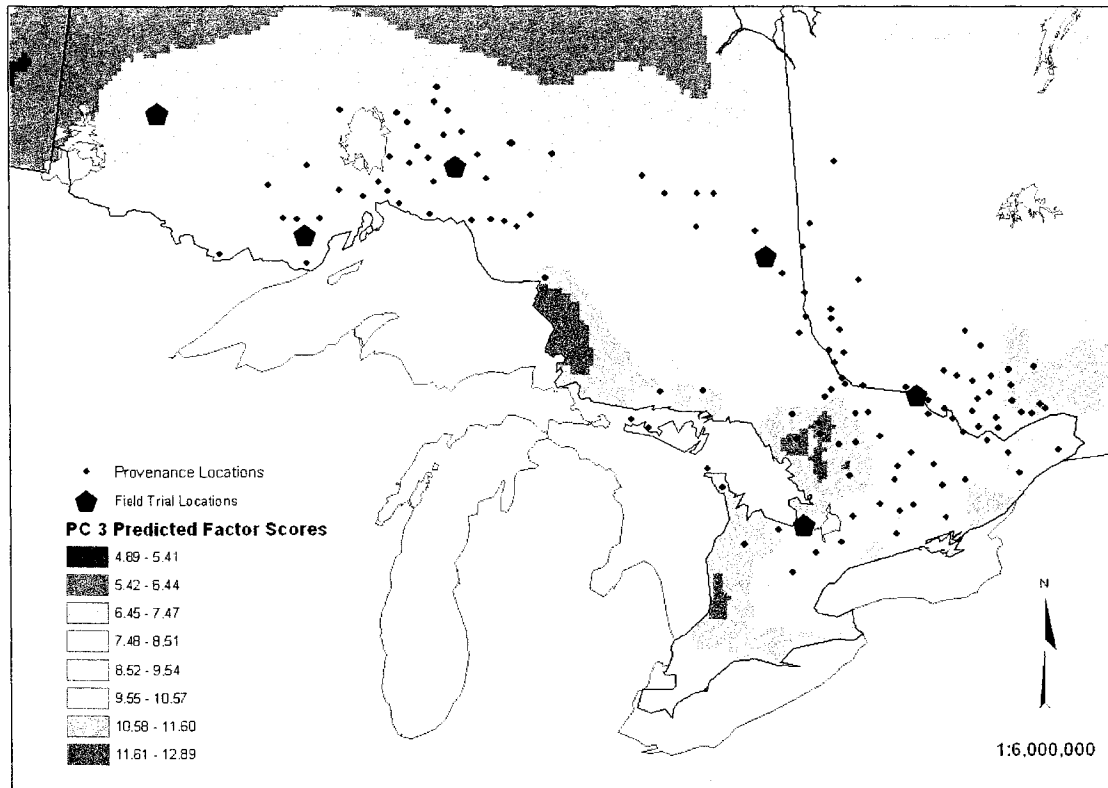 Provenance Locations
Field Trial Locations
PC 3 Predicted Factor Scores
4.89 - 5.41
5.42 - 6.44
6.45 - 7.47
7.48 - 8.51
8.52 - 9.54
9.55 - 10.57
10.58 - 11.60
11.61 - 12.89
N
1:6,000,000